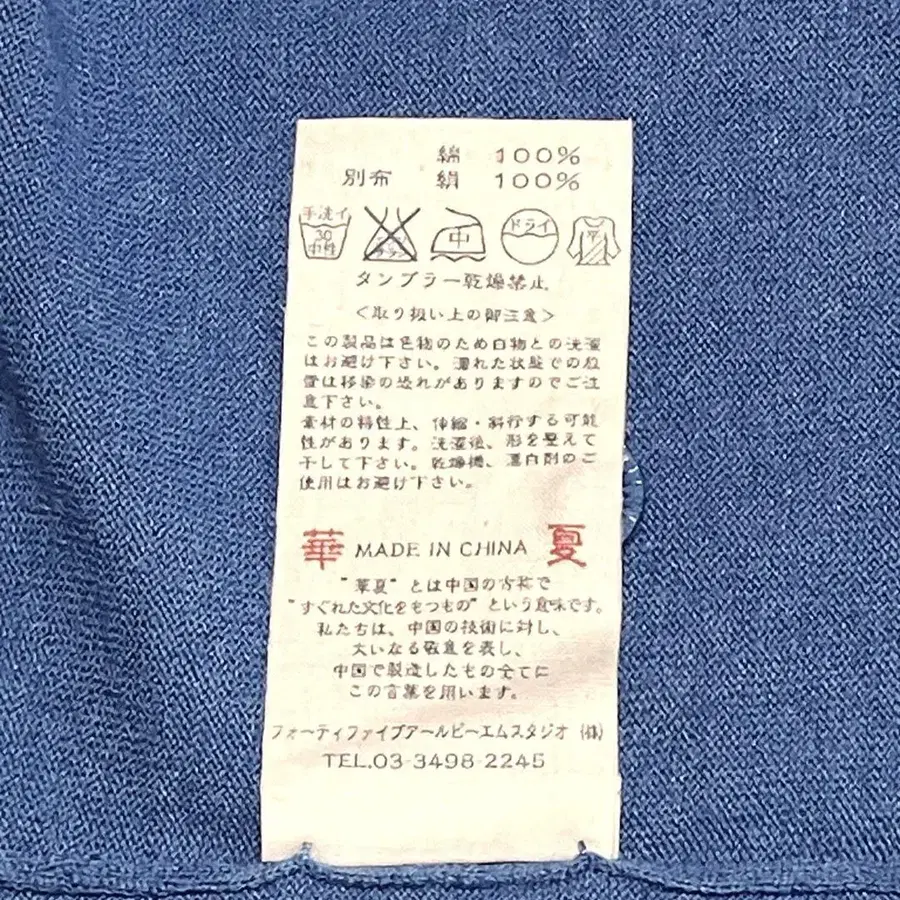 綿 100%
別布 絹 100%
手洗イ
30
中性
中
ドライ
平
タンブラー乾燥禁止
<取り扱い上の御注意>
この製品は色物のため白物との洗濯
はお避け下さい。濡れた状態での放
置は移染の恐れがありますのでご注
意下さい。
素材の特性上、伸縮・斜行する可能
性があります。洗濯後、形を整えて
干して下さい。乾燥機、漂白剤のご
使用はお避け下さい。
華 MADE IN CHINA 夏
"華夏"とは中国の古称で
"すぐれた文化をもつもの"という意味です。
私たちは、中国の技術に対し、
大いなる敬意を表し、
中国で製造したもの全てに
この言葉を用います。
フォーティファイブアールピーエムスタジオ (株)
TEL.03-3498-2245